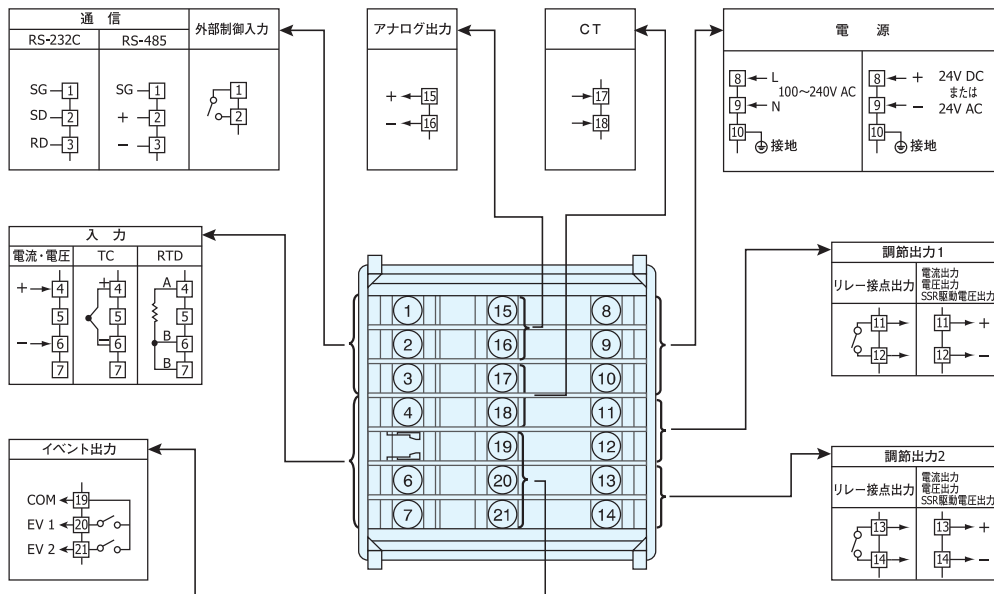 通 信
RS-232C RS-485 外部制御入力
SG 1 SG 1 1
SD 2 + 2 2
RD 3 − 3
アナログ出力
+ 15
− 16
CT
17
18
電 源
8 L 100~240V AC
9 N
10 接地
8 + 24V DC
または
9 − 24V AC
10 接地
入 力
電流・電圧 TC RTD
+ 4 + 4 A 4
5 5 5
− 6 − 6 B 6
7 7 B 7
イベント出力
COM 19
EV 1 20
EV 2 21
1 15 8
2 16 9
3 17 10
4 18 11
19 12
6 20 13
7 21 14
調節出力1
リレー接点出力
電流出力
電圧出力
SSR駆動電圧出力
11 11 +
12 12 −
調節出力2
リレー接点出力
電流出力
電圧出力
SSR駆動電圧出力
13 13 +
14 14 −